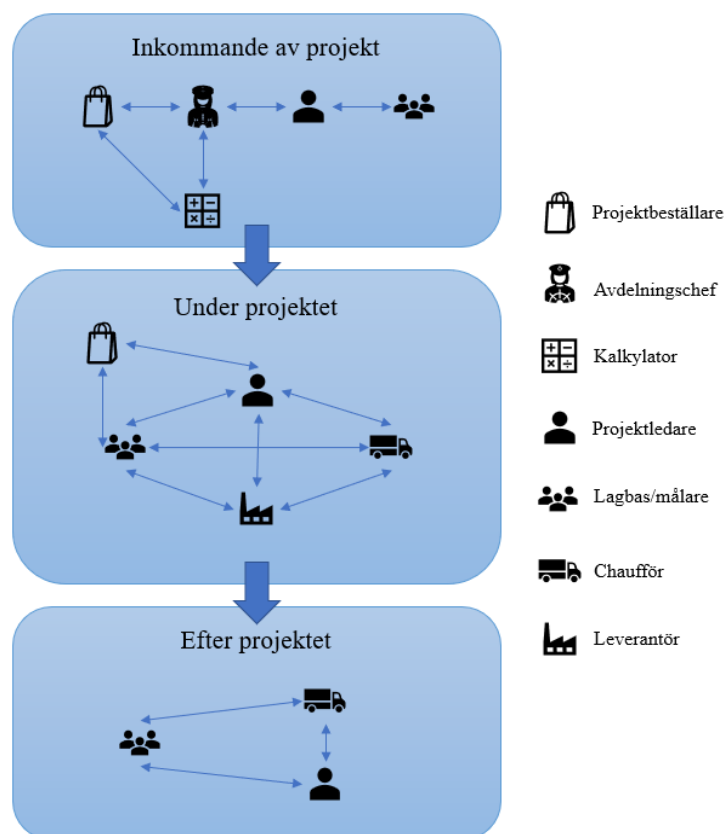 Inkommande av projekt
Under projektet
Efter projektet
Projektbeställare
Avdelningschef
Kalkylator
Projektledare
Lagbas/målare
Chaufför
Leverantör